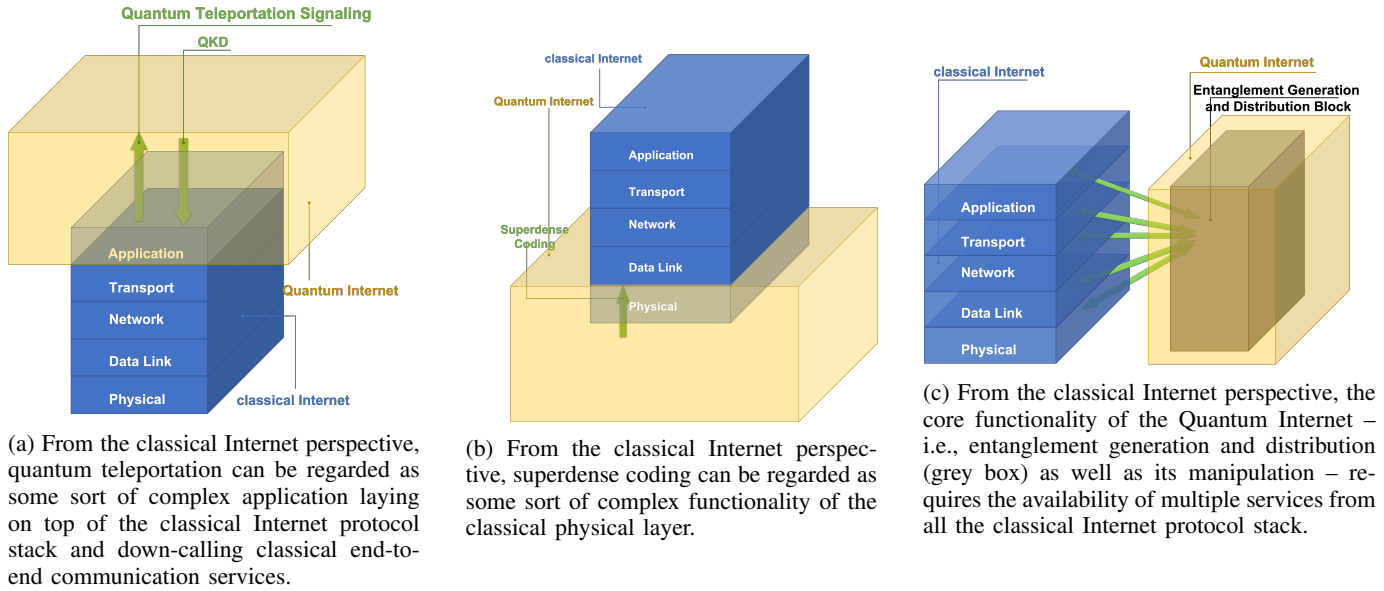 Quantum Teleportation Signaling
QKD
Application
Transport
Network
Data Link
Physical
Quantum Internet
classical Internet
(a) From the classical Internet perspective,
quantum teleportation can be regarded as
some sort of complex application laying
on top of the classical Internet protocol
stack and down-calling classical end-to-
end communication services.
classical Internet
Quantum Internet
Application
Transport
Network
Data Link
Physical
Superdense
Coding
(b) From the classical Internet perspec-
tive, superdense coding can be regarded as
some sort of complex functionality of the
classical physical layer.
classical Internet
Quantum Internet
Entanglement Generation
and Distribution Block
Application
Transport
Network
Data Link
Physical
(c) From the classical Internet perspective, the
core functionality of the Quantum Internet –
i.e., entanglement generation and distribution
(grey box) as well as its manipulation – re-
quires the availability of multiple services from
all the classical Internet protocol stack.